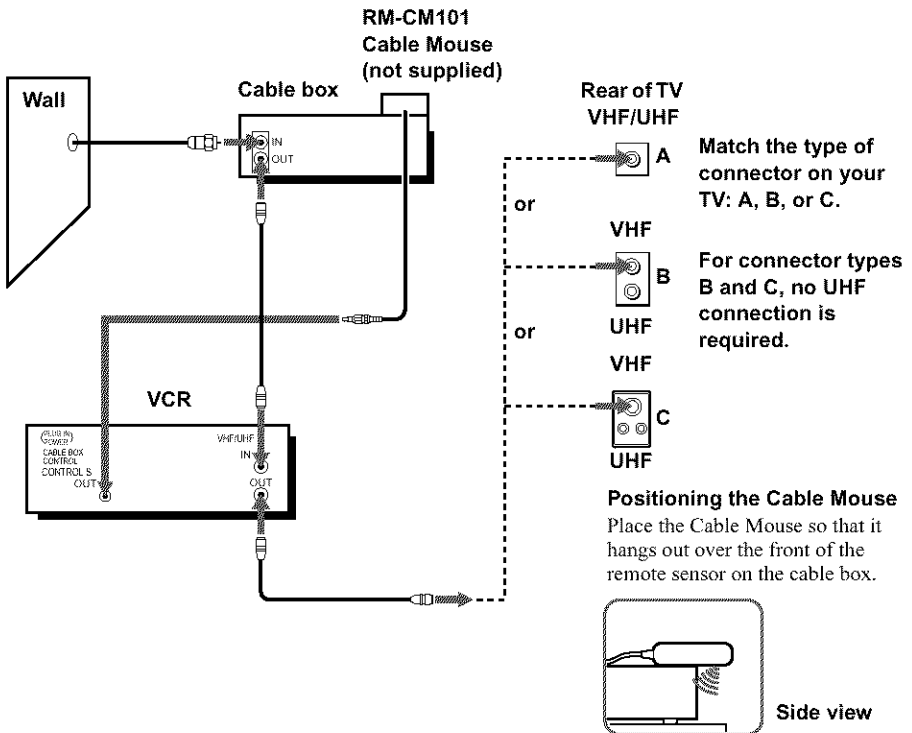 RM-CM101
Cable Mouse
(not supplied)
Cable box
Wall
IN
OUT
Rear of TV
VHF/UHF
A
Match the type of
connector on your
TV: A, B, or C.
or
VHF
B
For connector types
B and C, no UHF
connection is
required.
UHF
or
VHF
C
UHF
VCR
(PLUG IN
POWER)
CABLE BOX
CONTROL
CONTROL S
OUT
VHF/UHF
IN
OUT
Positioning the Cable Mouse
Place the Cable Mouse so that it
hangs out over the front of the
remote sensor on the cable box.
Side view